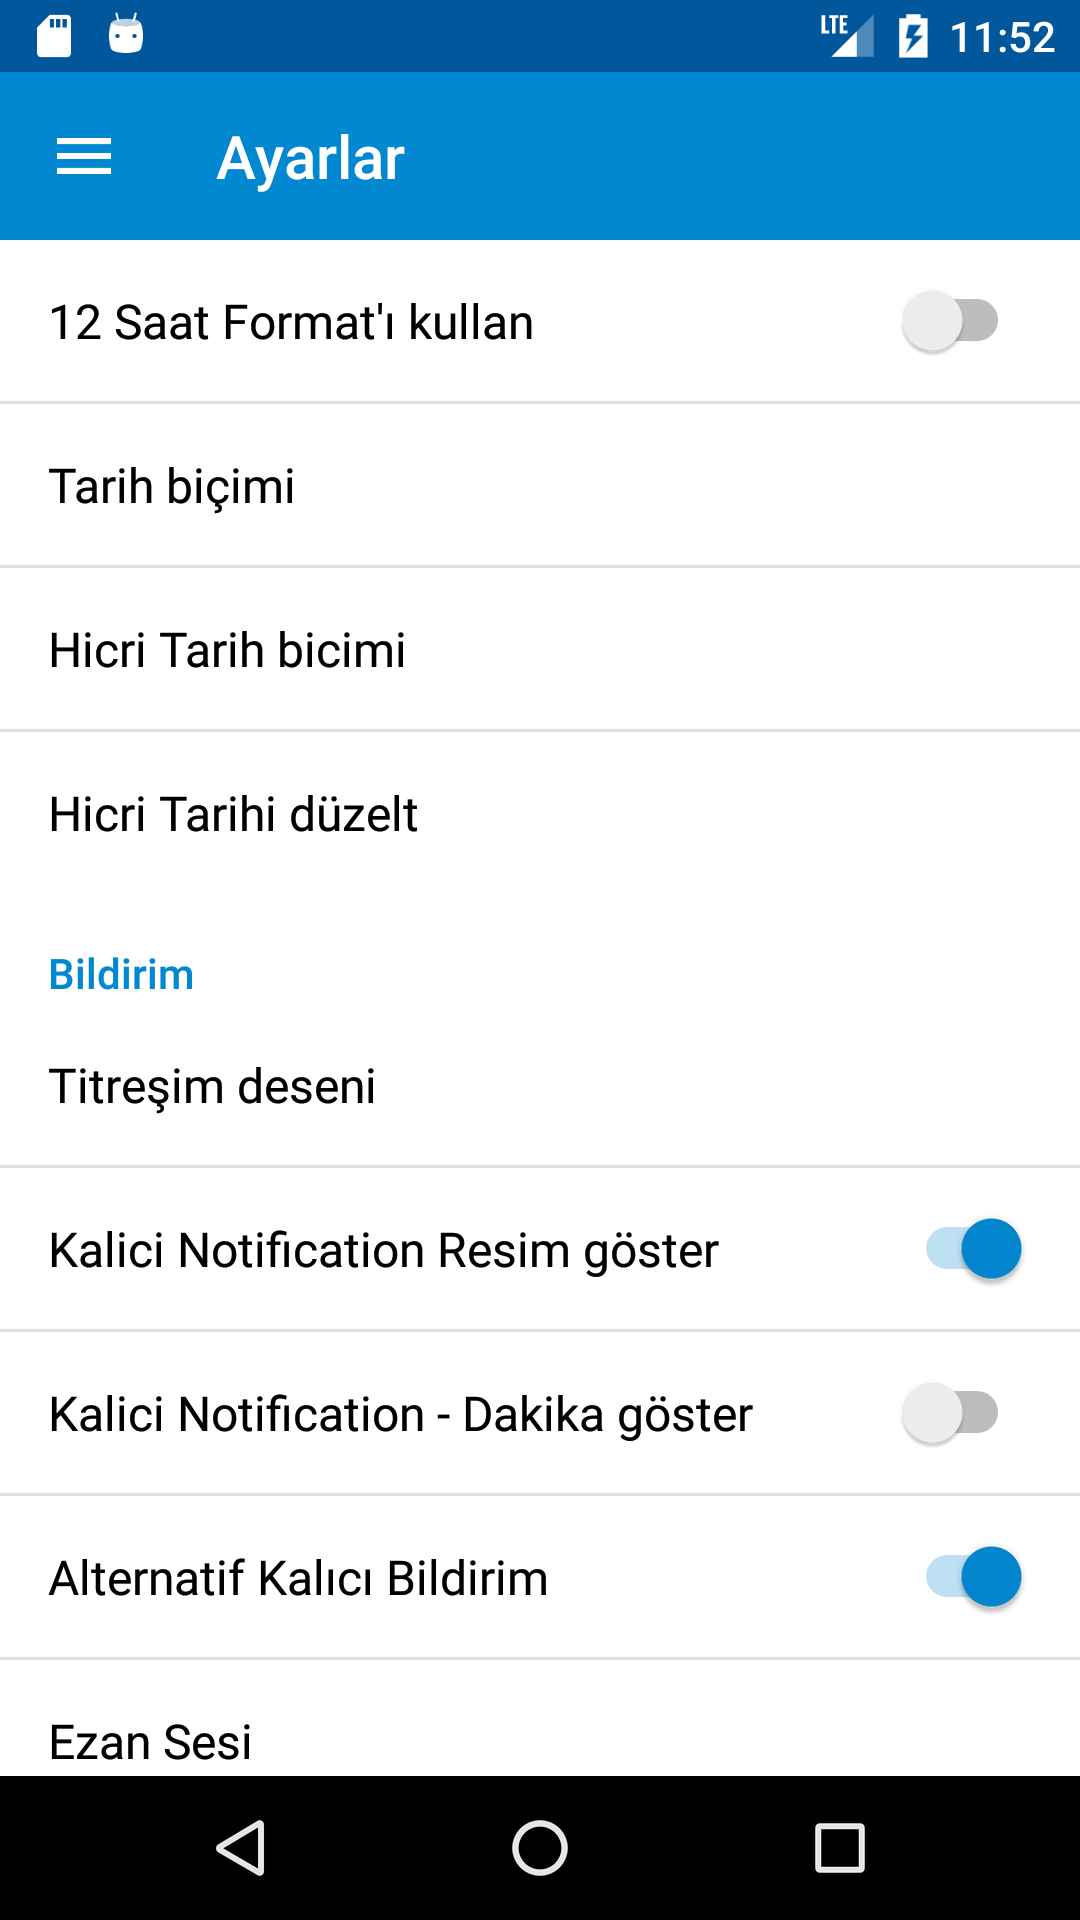 LTE 11:52
Ayarlar
12 Saat Format'ı kullan
Tarih biçimi
Hicri Tarih bicimi
Hicri Tarihi düzelt
Bildirim
Titreşim deseni
Kalici Notification Resim göster
Kalici Notification - Dakika göster
Alternatif Kalıcı Bildirim
Ezan Sesi